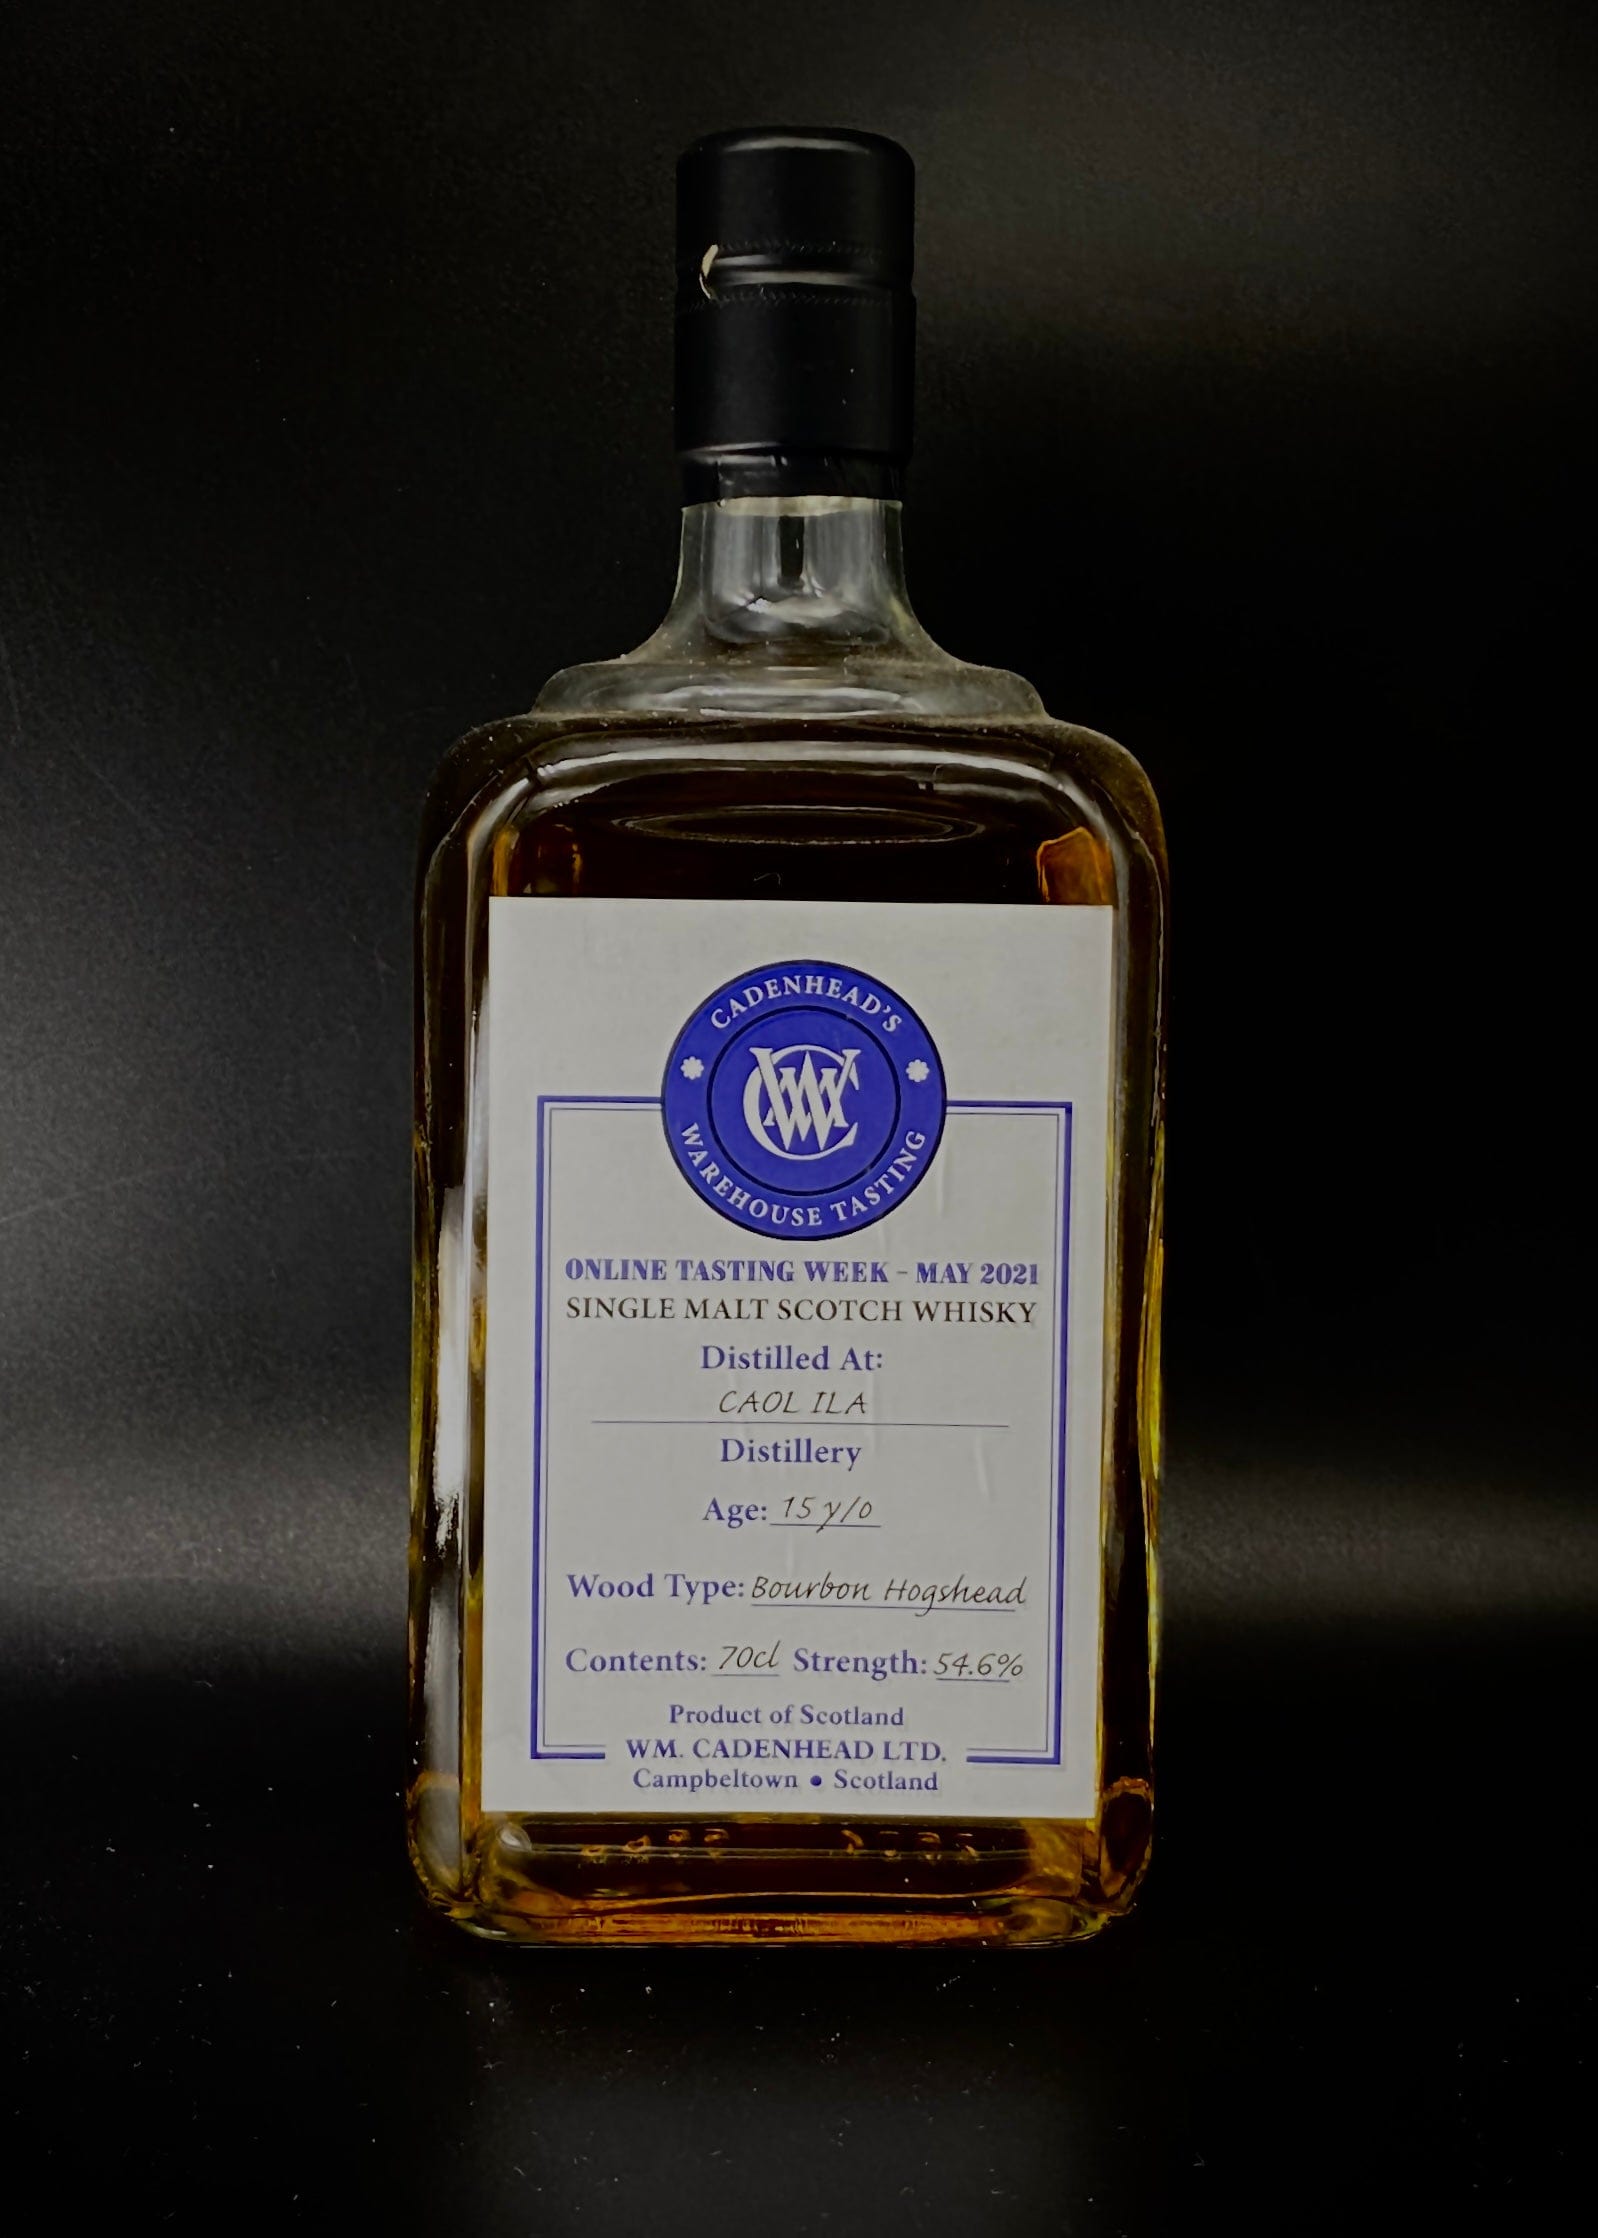 CADENHEAD'S
WC
WAREHOUSE TASTING
ONLINE TASTING WEEK - MAY 2021
SINGLE MALT SCOTCH WHISKY
Distilled At:
CAOL ILA
Distillery
Age: 15 y/o
Wood Type: Bourbon Hogshead
Contents: 70cl Strength: 54.6%
Product of Scotland
WM. CADENHEAD LTD.
Campbeltown • Scotland